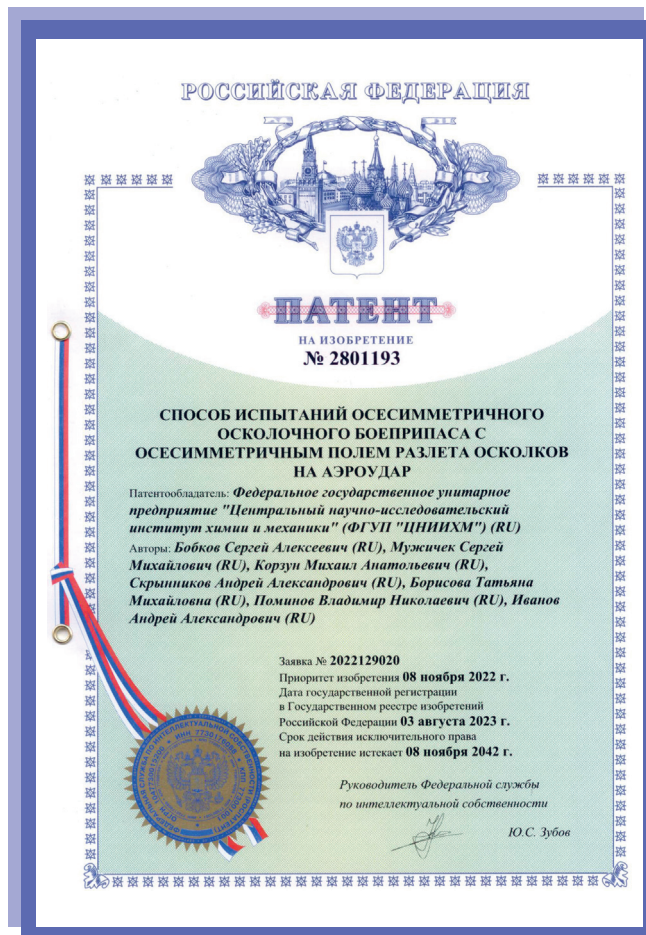 РОССИЙСКАЯ ФЕДЕРАЦИЯ
ПАТЕНТ
НА ИЗОБРЕТЕНИЕ
№ 2801193
СПОСОБ ИСПЫТАНИЙ ОСЕСИММЕТРИЧНОГО
ОСКОЛОЧНОГО БОЕПРИПАСА С
ОСЕСИММЕТРИЧНЫМ ПОЛЕМ РАЗЛЕТА ОСКОЛКОВ
НА АЭРОУДАР
Патентообладатель: Федеральное государственное унитарное
предприятие "Центральный научно-исследовательский
институт химии и механики" (ФГУП "ЦНИИХМ") (RU)
Авторы: Бобков Сергей Алексеевич (RU), Мужичек Сергей
Михайлович (RU), Корзун Михаил Анатольевич (RU),
Скрынников Андрей Александрович (RU), Борисова Татьяна
Михайловна (RU), Поминов Владимир Николаевич (RU), Иванов
Андрей Александрович (RU)
Заявка № 2022129020
Приоритет изобретения 08 ноября 2022 г.
Дата государственной регистрации
в Государственном реестре изобретений
Российской Федерации 03 августа 2023 г.
Срок действия исключительного права
на изобретение истекает 08 ноября 2042 г.
Руководитель Федеральной службы
по интеллектуальной собственности
Ю.С. Зубов